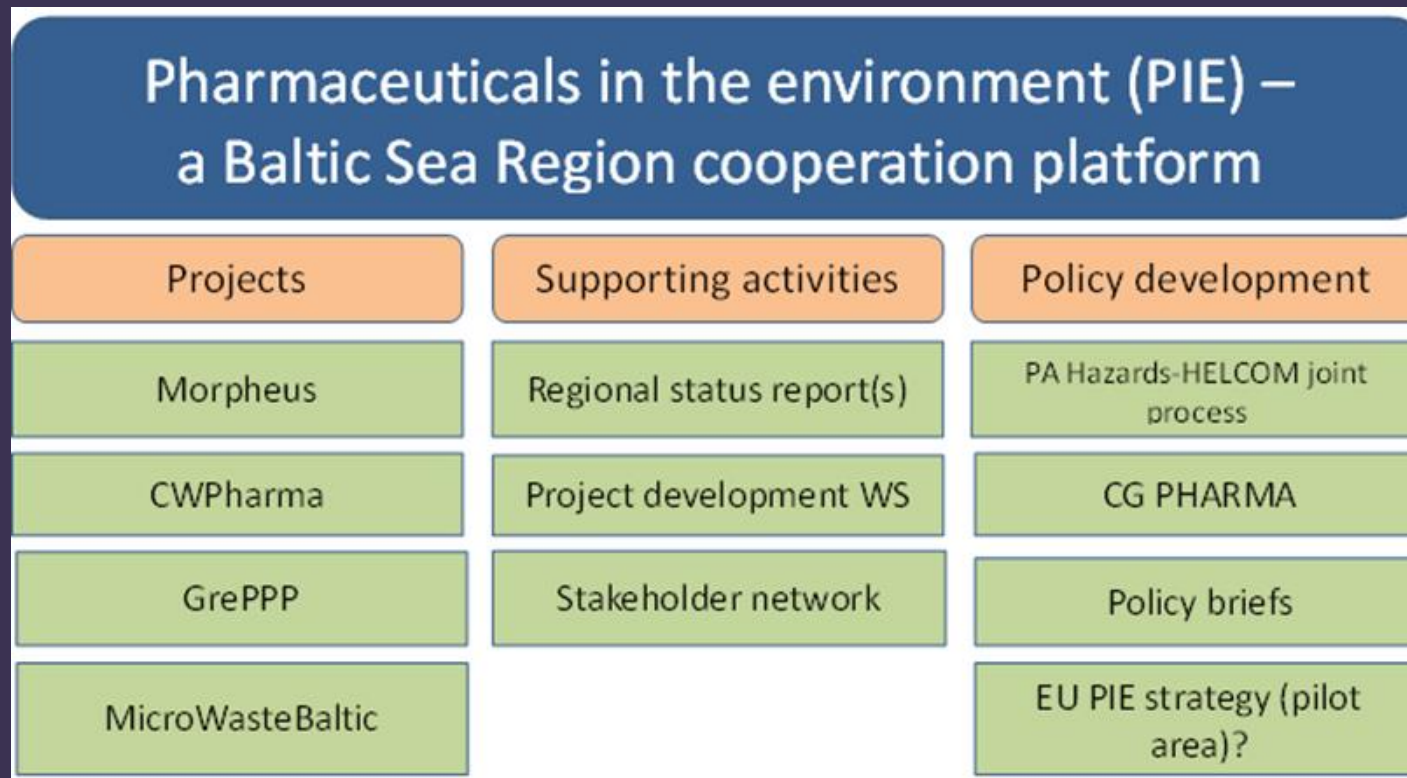 Pharmaceuticals in the environment (PIE) –
a Baltic Sea Region cooperation platform
Projects
Morpheus
CWPharma
GrePPP
MicroWasteBaltic
Supporting activities
Regional status report(s)
Project development WS
Stakeholder network
Policy development
PA Hazards-HELCOM joint
process
CG PHARMA
Policy briefs
EU PIE strategy (pilot
area)?